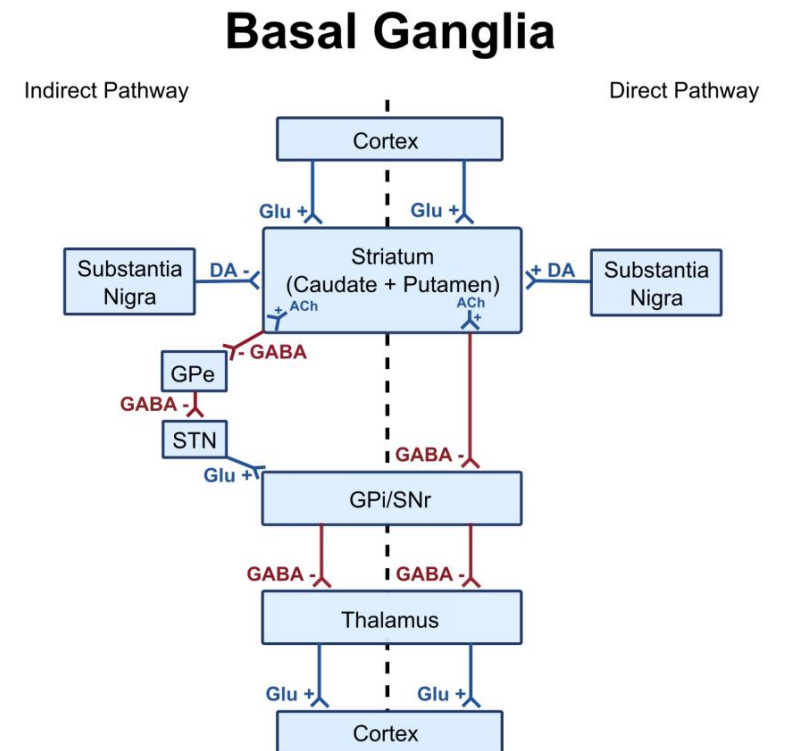 Basal Ganglia
Indirect Pathway
Direct Pathway
Cortex
Glu +
Glu +
Substantia
Nigra
DA -
Striatum
(Caudate + Putamen)
+ ACh
ACh
+
+ DA
Substantia
Nigra
- GABA
GPe
GABA -
STN
Glu +
GABA -
GPi/SNr
GABA -
GABA -
Thalamus
Glu +
Glu +
Cortex